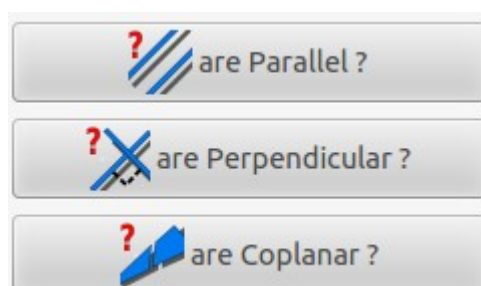 ? are Parallel ?
? are Perpendicular ?
? are Coplanar ?